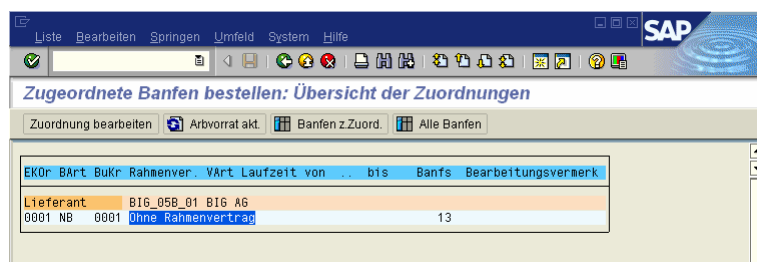 Liste Bearbeiten Springen Umfeld System Hilfe
SAP
Zugeordnete Banfen bestellen: Übersicht der Zuordnungen
Zuordnung bearbeiten Arbvorrat akt. Banfen z.Zuord. Alle Banfen
EKOr BArt BuKr Rahmenver. VArt Laufzeit von .. bis Banfs Bearbeitungsvermerk
Lieferant BIG_05B_01 BIG AG
0001 NB 0001 Ohne Rahmenvertrag 13